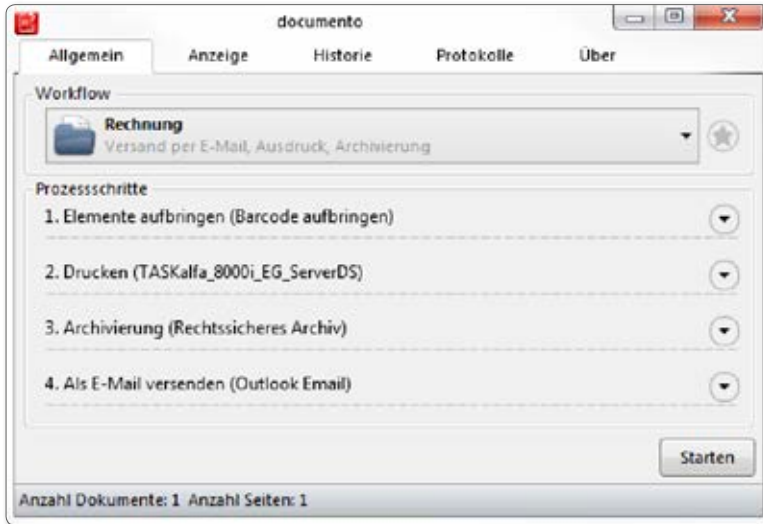 documento
Allgemein Anzeige Historie Protokolle Über
Workflow
Rechnung
Versand per E-Mail, Ausdruck, Archivierung
Prozessschritte
1. Elemente aufbringen (Barcode aufbringen)
2. Drucken (TASKalfa_8000i_EG_ServerDS)
3. Archivierung (Rechtssicheres Archiv)
4. Als E-Mail versenden (Outlook Email)
Starten
Anzahl Dokumente: 1 Anzahl Seiten: 1